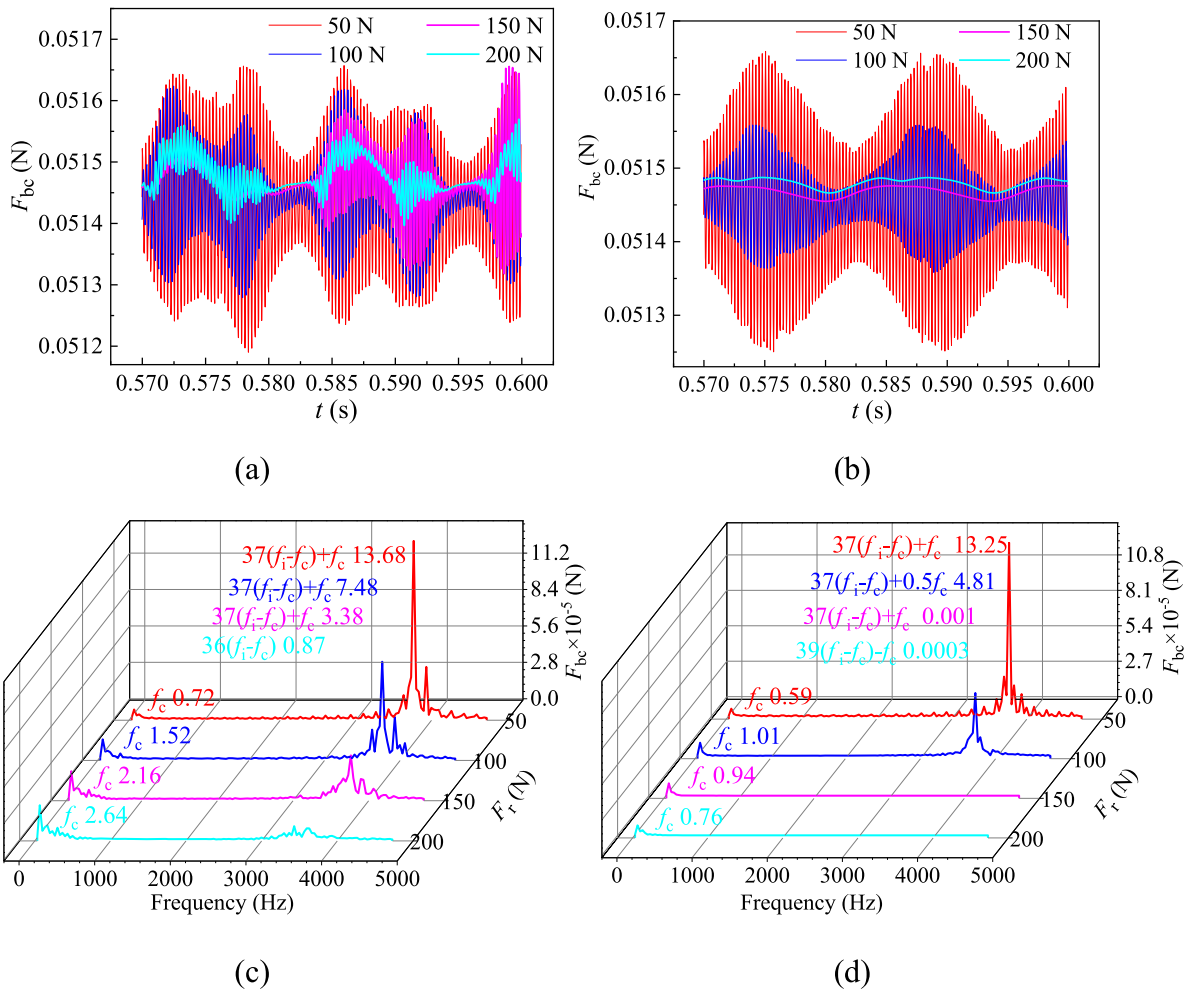 50 N
150 N
100 N
200 N
0.0517
0.0516
0.0515
0.0514
0.0513
0.0512
F_bc (N)
0.570 0.575 0.580 0.585 0.590 0.595 0.600
t (s)
(a)
50 N
150 N
100 N
200 N
0.0517
0.0516
0.0515
0.0514
0.0513
F_bc (N)
0.570 0.575 0.580 0.585 0.590 0.595 0.600
t (s)
(b)
37(f_i-f_c)+f_c 13.68
37(f_i-f_c)+f_c 7.48
37(f_i-f_c)+f_c 3.38
36(f_i-f_c) 0.87
f_c 0.72
f_c 1.52
f_c 2.16
f_c 2.64
11.2
8.4
5.6
2.8
0.0
F_bc×10^-5 (N)
50
100
150
200
F_r (N)
0 1000 2000 3000 4000 5000
Frequency (Hz)
(c)
37(f_i-f_c)+f_c 13.25
37(f_i-f_c)+0.5f_c 4.81
37(f_i-f_c)+f_c 0.001
39(f_i-f_c)-f_c 0.0003
f_c 0.59
f_c 1.01
f_c 0.94
f_c 0.76
10.8
8.1
5.4
2.7
0.0
F_bc×10^-5 (N)
50
100
150
200
F_r (N)
0 1000 2000 3000 4000 5000
Frequency (Hz)
(d)